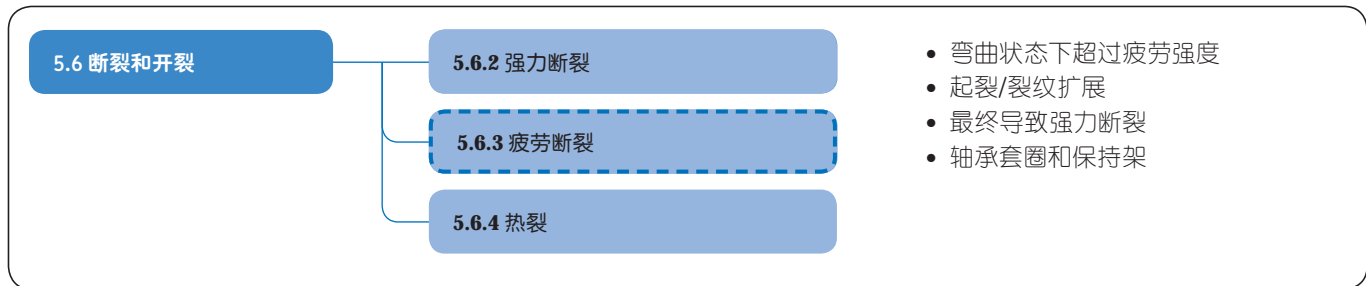 5.6 断裂和开裂
5.6.2 强力断裂
5.6.3 疲劳断裂
5.6.4 热裂
• 弯曲状态下超过疲劳强度
• 起裂/裂纹扩展
• 最终导致强力断裂
• 轴承套圈和保持架